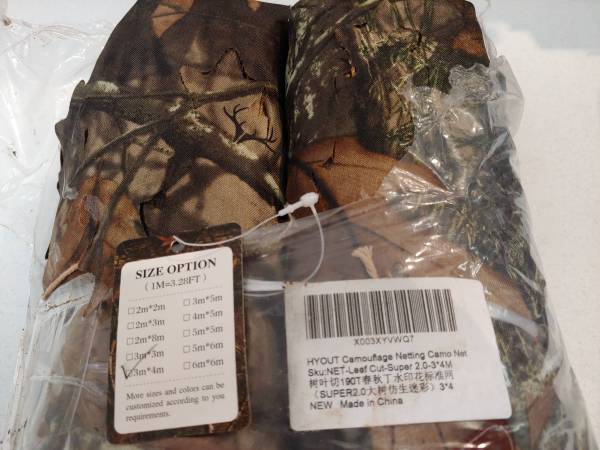 SIZE OPTION
( 1M=3.28FT )
□ 2m*2m □ 3m*5m
□ 2m*3m □ 4m*5m
□ 2m*8m □ 5m*5m
□ 3m*3m □ 5m*6m
☑ 3m*4m □ 6m*6m
More sizes and colors can be
customized according to you
requirements.
X003XYVWQ7
HYOUT Camouflage Netting Camo Net
Sku:NET-Leaf Cut-Super 2.0-3*4M
树叶切190T春秋丁水印花标准网
（SUPER2.0大树仿生迷彩）3*4
NEW Made in China